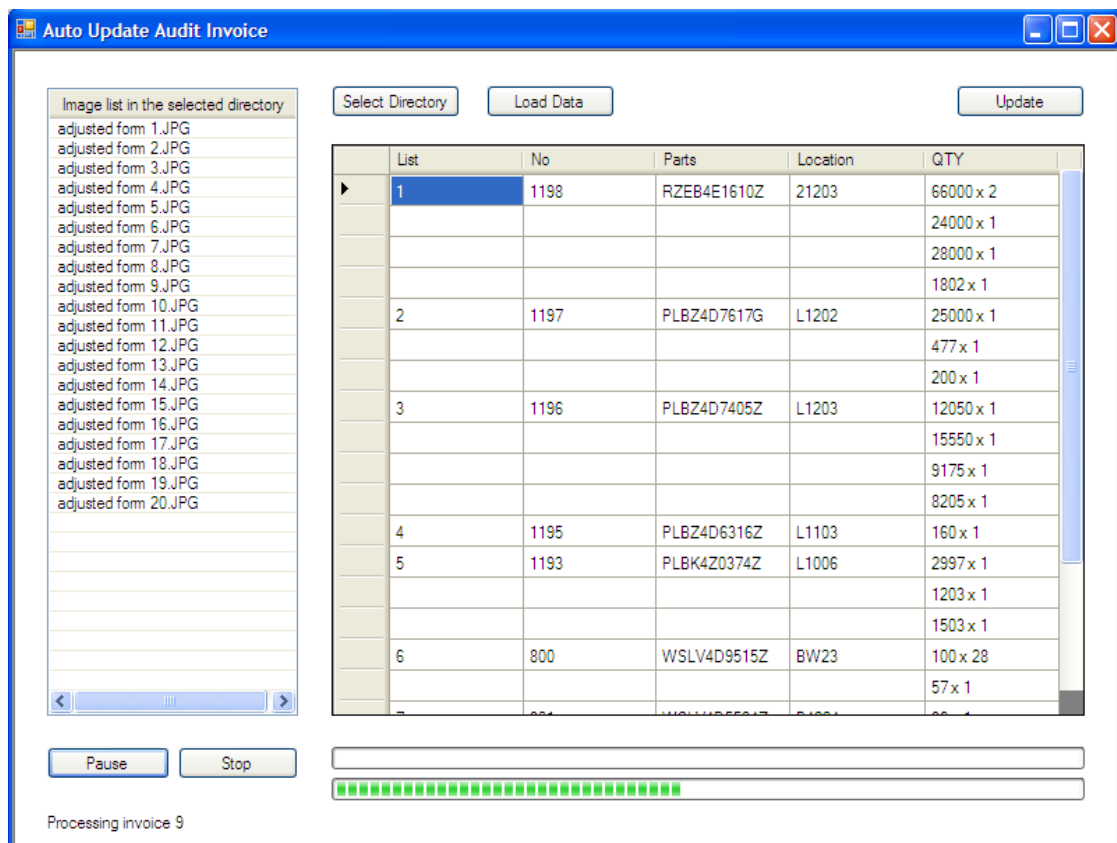 Auto Update Audit Invoice
Select Directory Load Data Update
Image list in the selected directory
adjusted form 1.JPG
adjusted form 2.JPG
adjusted form 3.JPG
adjusted form 4.JPG
adjusted form 5.JPG
adjusted form 6.JPG
adjusted form 7.JPG
adjusted form 8.JPG
adjusted form 9.JPG
adjusted form 10.JPG
adjusted form 11.JPG
adjusted form 12.JPG
adjusted form 13.JPG
adjusted form 14.JPG
adjusted form 15.JPG
adjusted form 16.JPG
adjusted form 17.JPG
adjusted form 18.JPG
adjusted form 19.JPG
adjusted form 20.JPG
List No Parts Location QTY
1 1198 RZEB4E1610Z 21203 66000 x 2
24000 x 1
28000 x 1
1802 x 1
2 1197 PLBZ4D7617G L1202 25000 x 1
477 x 1
200 x 1
3 1196 PLBZ4D7405Z L1203 12050 x 1
15550 x 1
9175 x 1
8205 x 1
4 1195 PLBZ4D6316Z L1103 160 x 1
5 1193 PLBK4Z0374Z L1006 2997 x 1
1203 x 1
1503 x 1
6 800 WSLV4D9515Z BW23 100 x 28
57 x 1
Pause Stop
Processing invoice 9